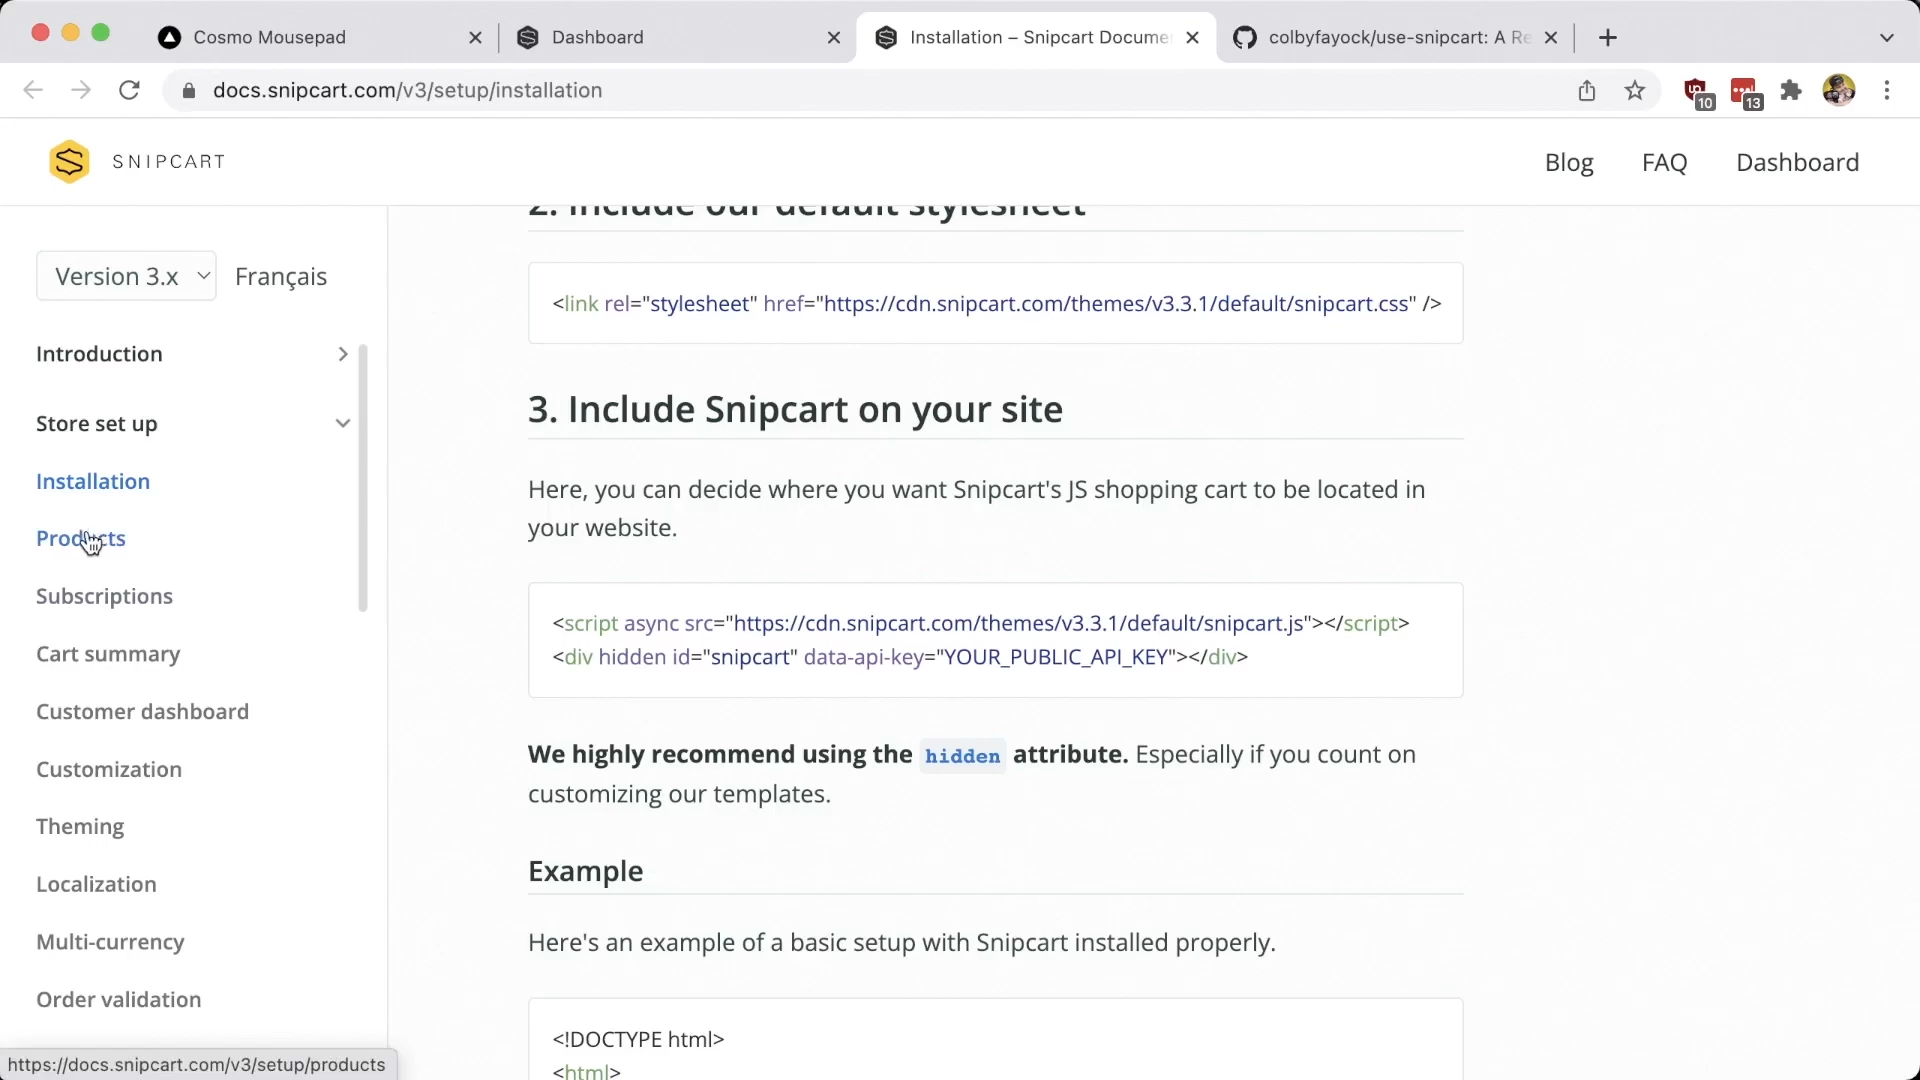 Cosmo Mousepad
Dashboard
Installation – Snipcart Docume
colbyfayock/use-snipcart: A Re
docs.snipcart.com/v3/setup/installation
10
13
SNIPCART
Blog
FAQ
Dashboard
Version 3.x
Français
Introduction
Store set up
Installation
Products
Subscriptions
Cart summary
Customer dashboard
Customization
Theming
Localization
Multi-currency
Order validation
https://docs.snipcart.com/v3/setup/products
2. Include our default stylesheet
<link rel="stylesheet" href="https://cdn.snipcart.com/themes/v3.3.1/default/snipcart.css" />
3. Include Snipcart on your site
Here, you can decide where you want Snipcart's JS shopping cart to be located in
your website.
<script async src="https://cdn.snipcart.com/themes/v3.3.1/default/snipcart.js"></script>
<div hidden id="snipcart" data-api-key="YOUR_PUBLIC_API_KEY"></div>
We highly recommend using the hidden attribute. Especially if you count on
customizing our templates.
Example
Here's an example of a basic setup with Snipcart installed properly.
<!DOCTYPE html>
<html>